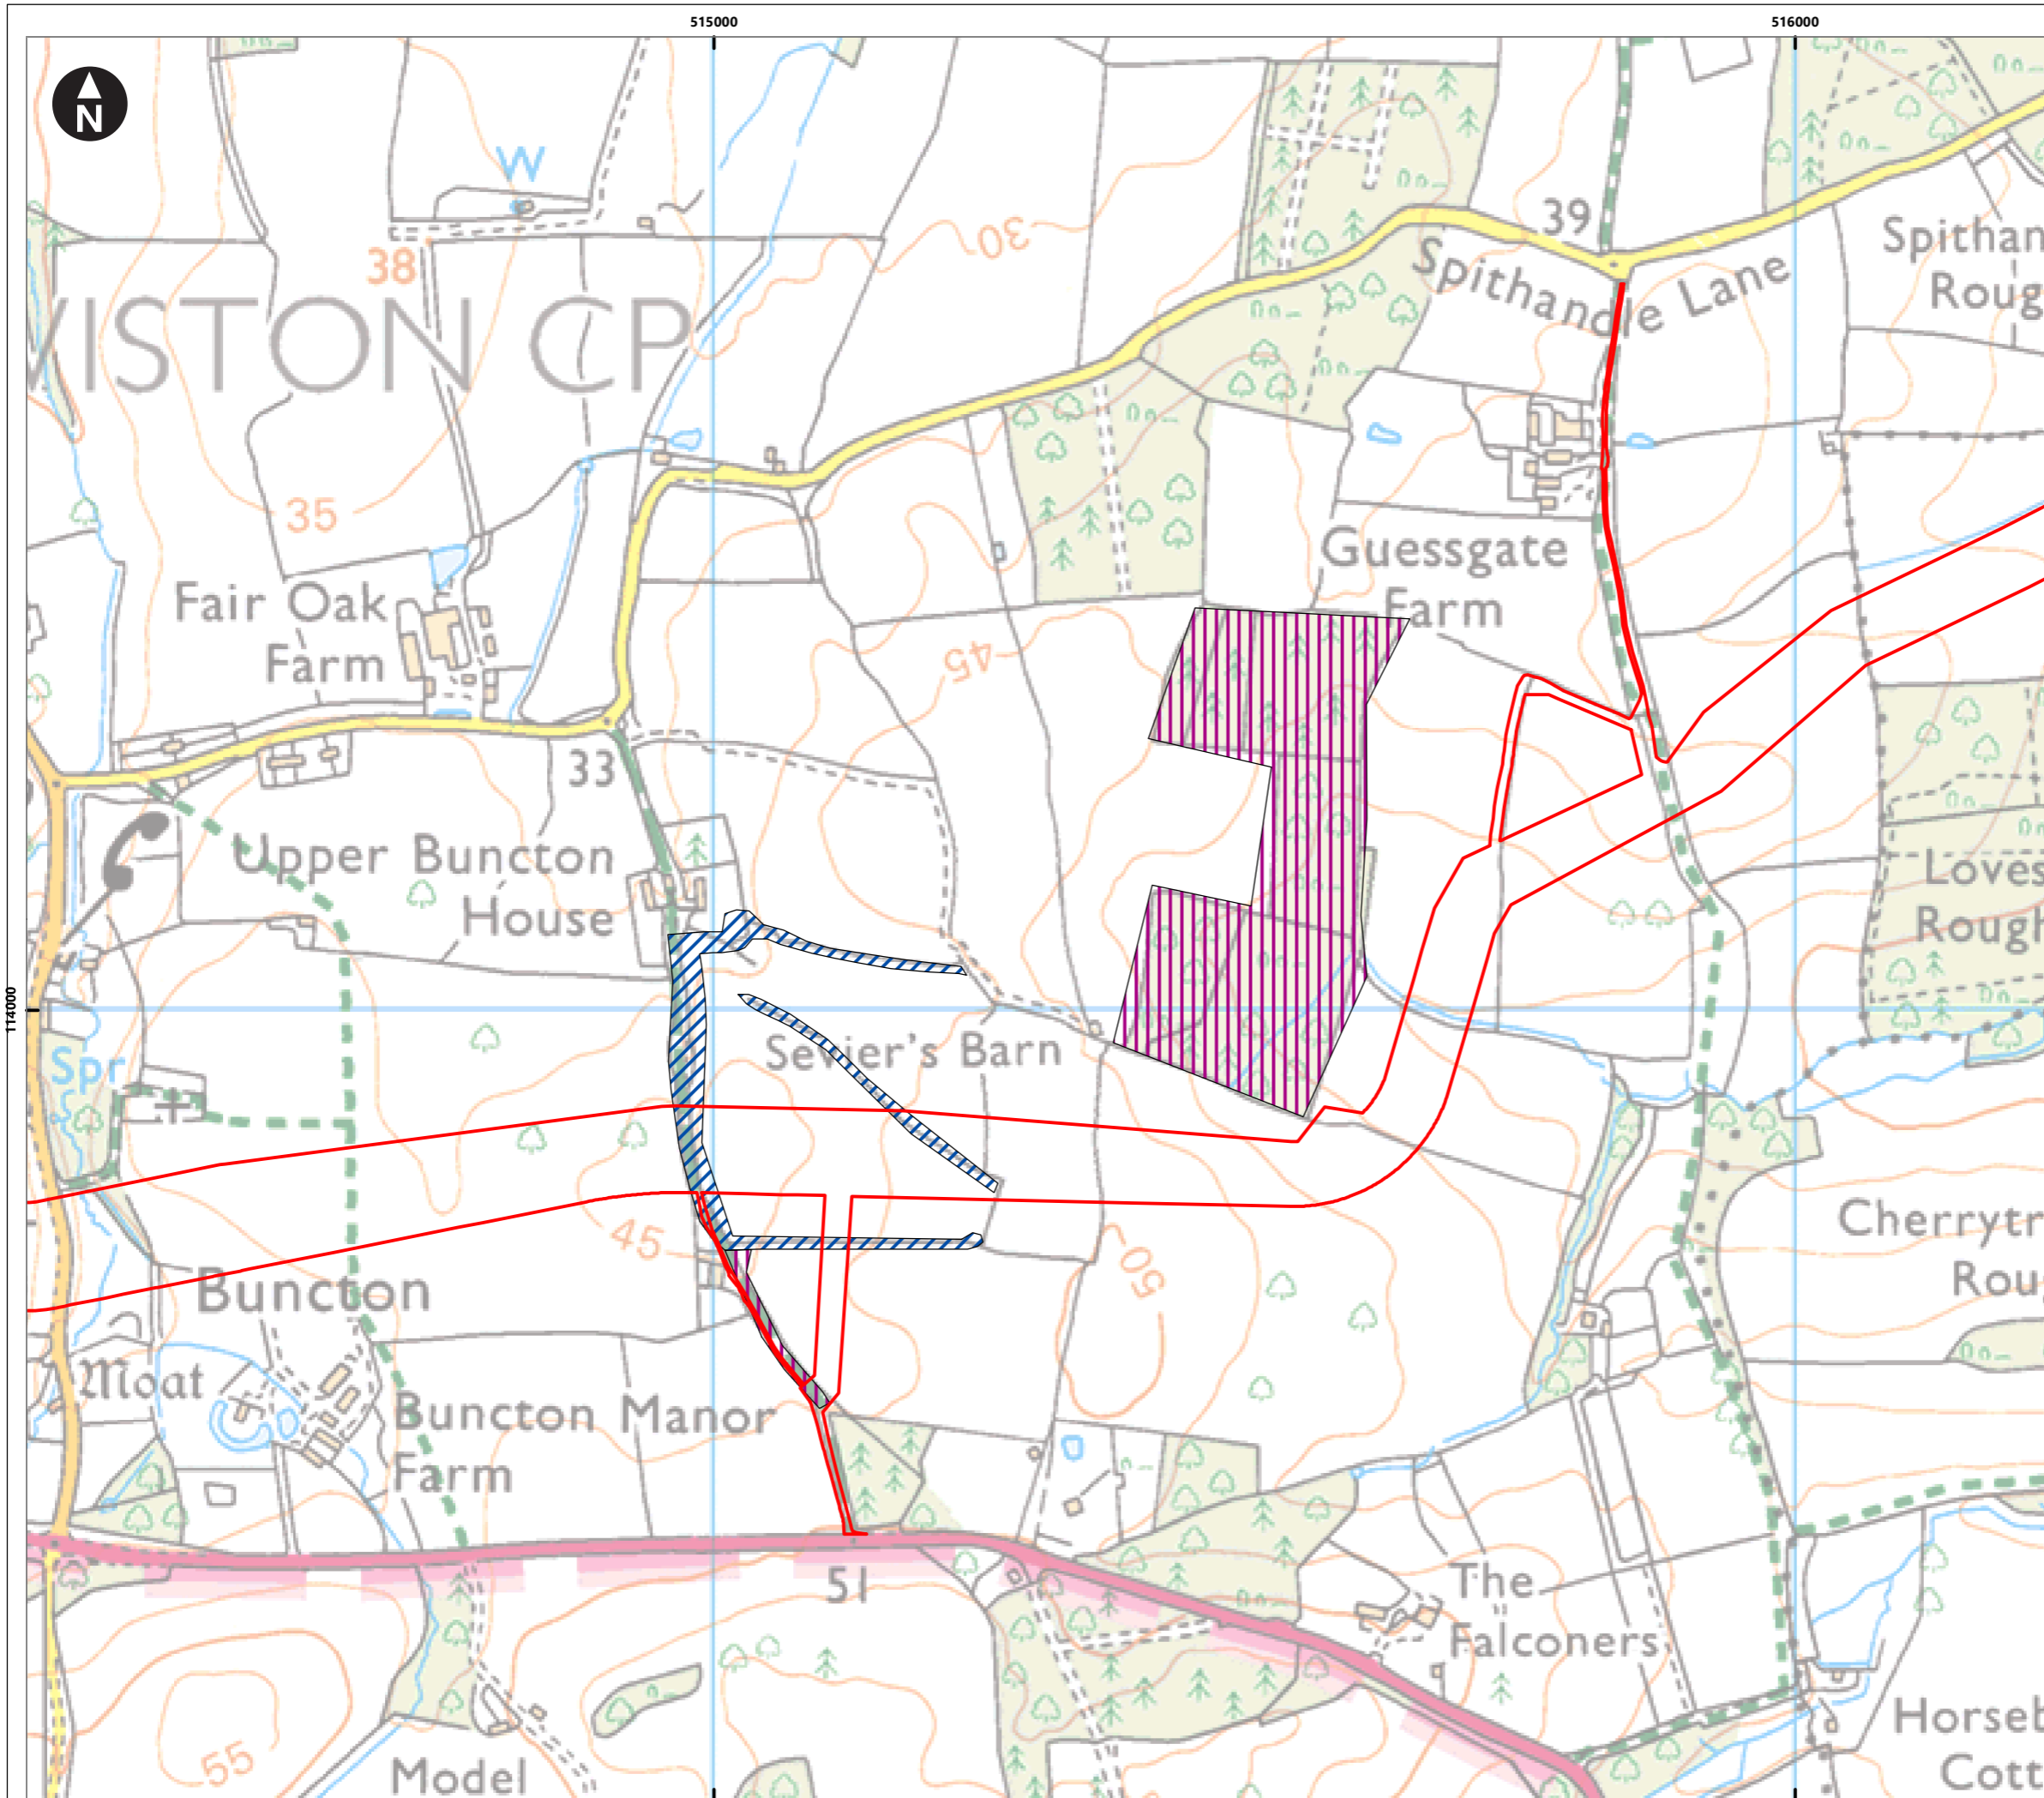 515000
516000
N
W
30
39
Spithandle Lane
Spithan
Roug
38
VISTON CP
35
Guessgate
Farm
Fair Oak
Farm
45
33
Upper Buncton
House
Loves
Rough
114000
Spr
Sevier's Barn
45
50
Cherrytr
Rou
Buncton
Moat
Buncton Manor
Farm
51
The
Falconers
55
Model
Horseb
Cott